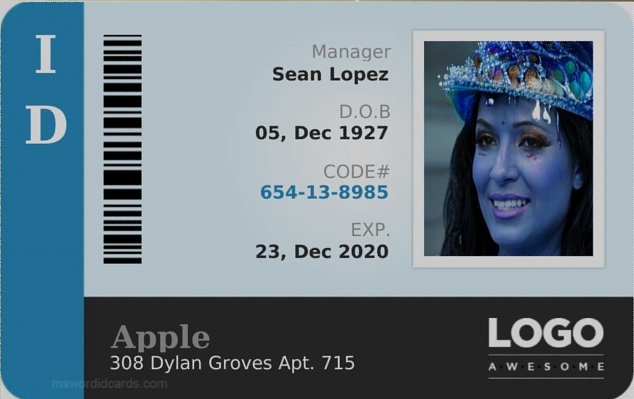 I
D
Manager
Sean Lopez
D.O.B
05, Dec 1927
CODE#
654-13-8985
EXP.
23, Dec 2020
Apple
308 Dylan Groves Apt. 715
LOGO
AWESOME
mswordidcards.com